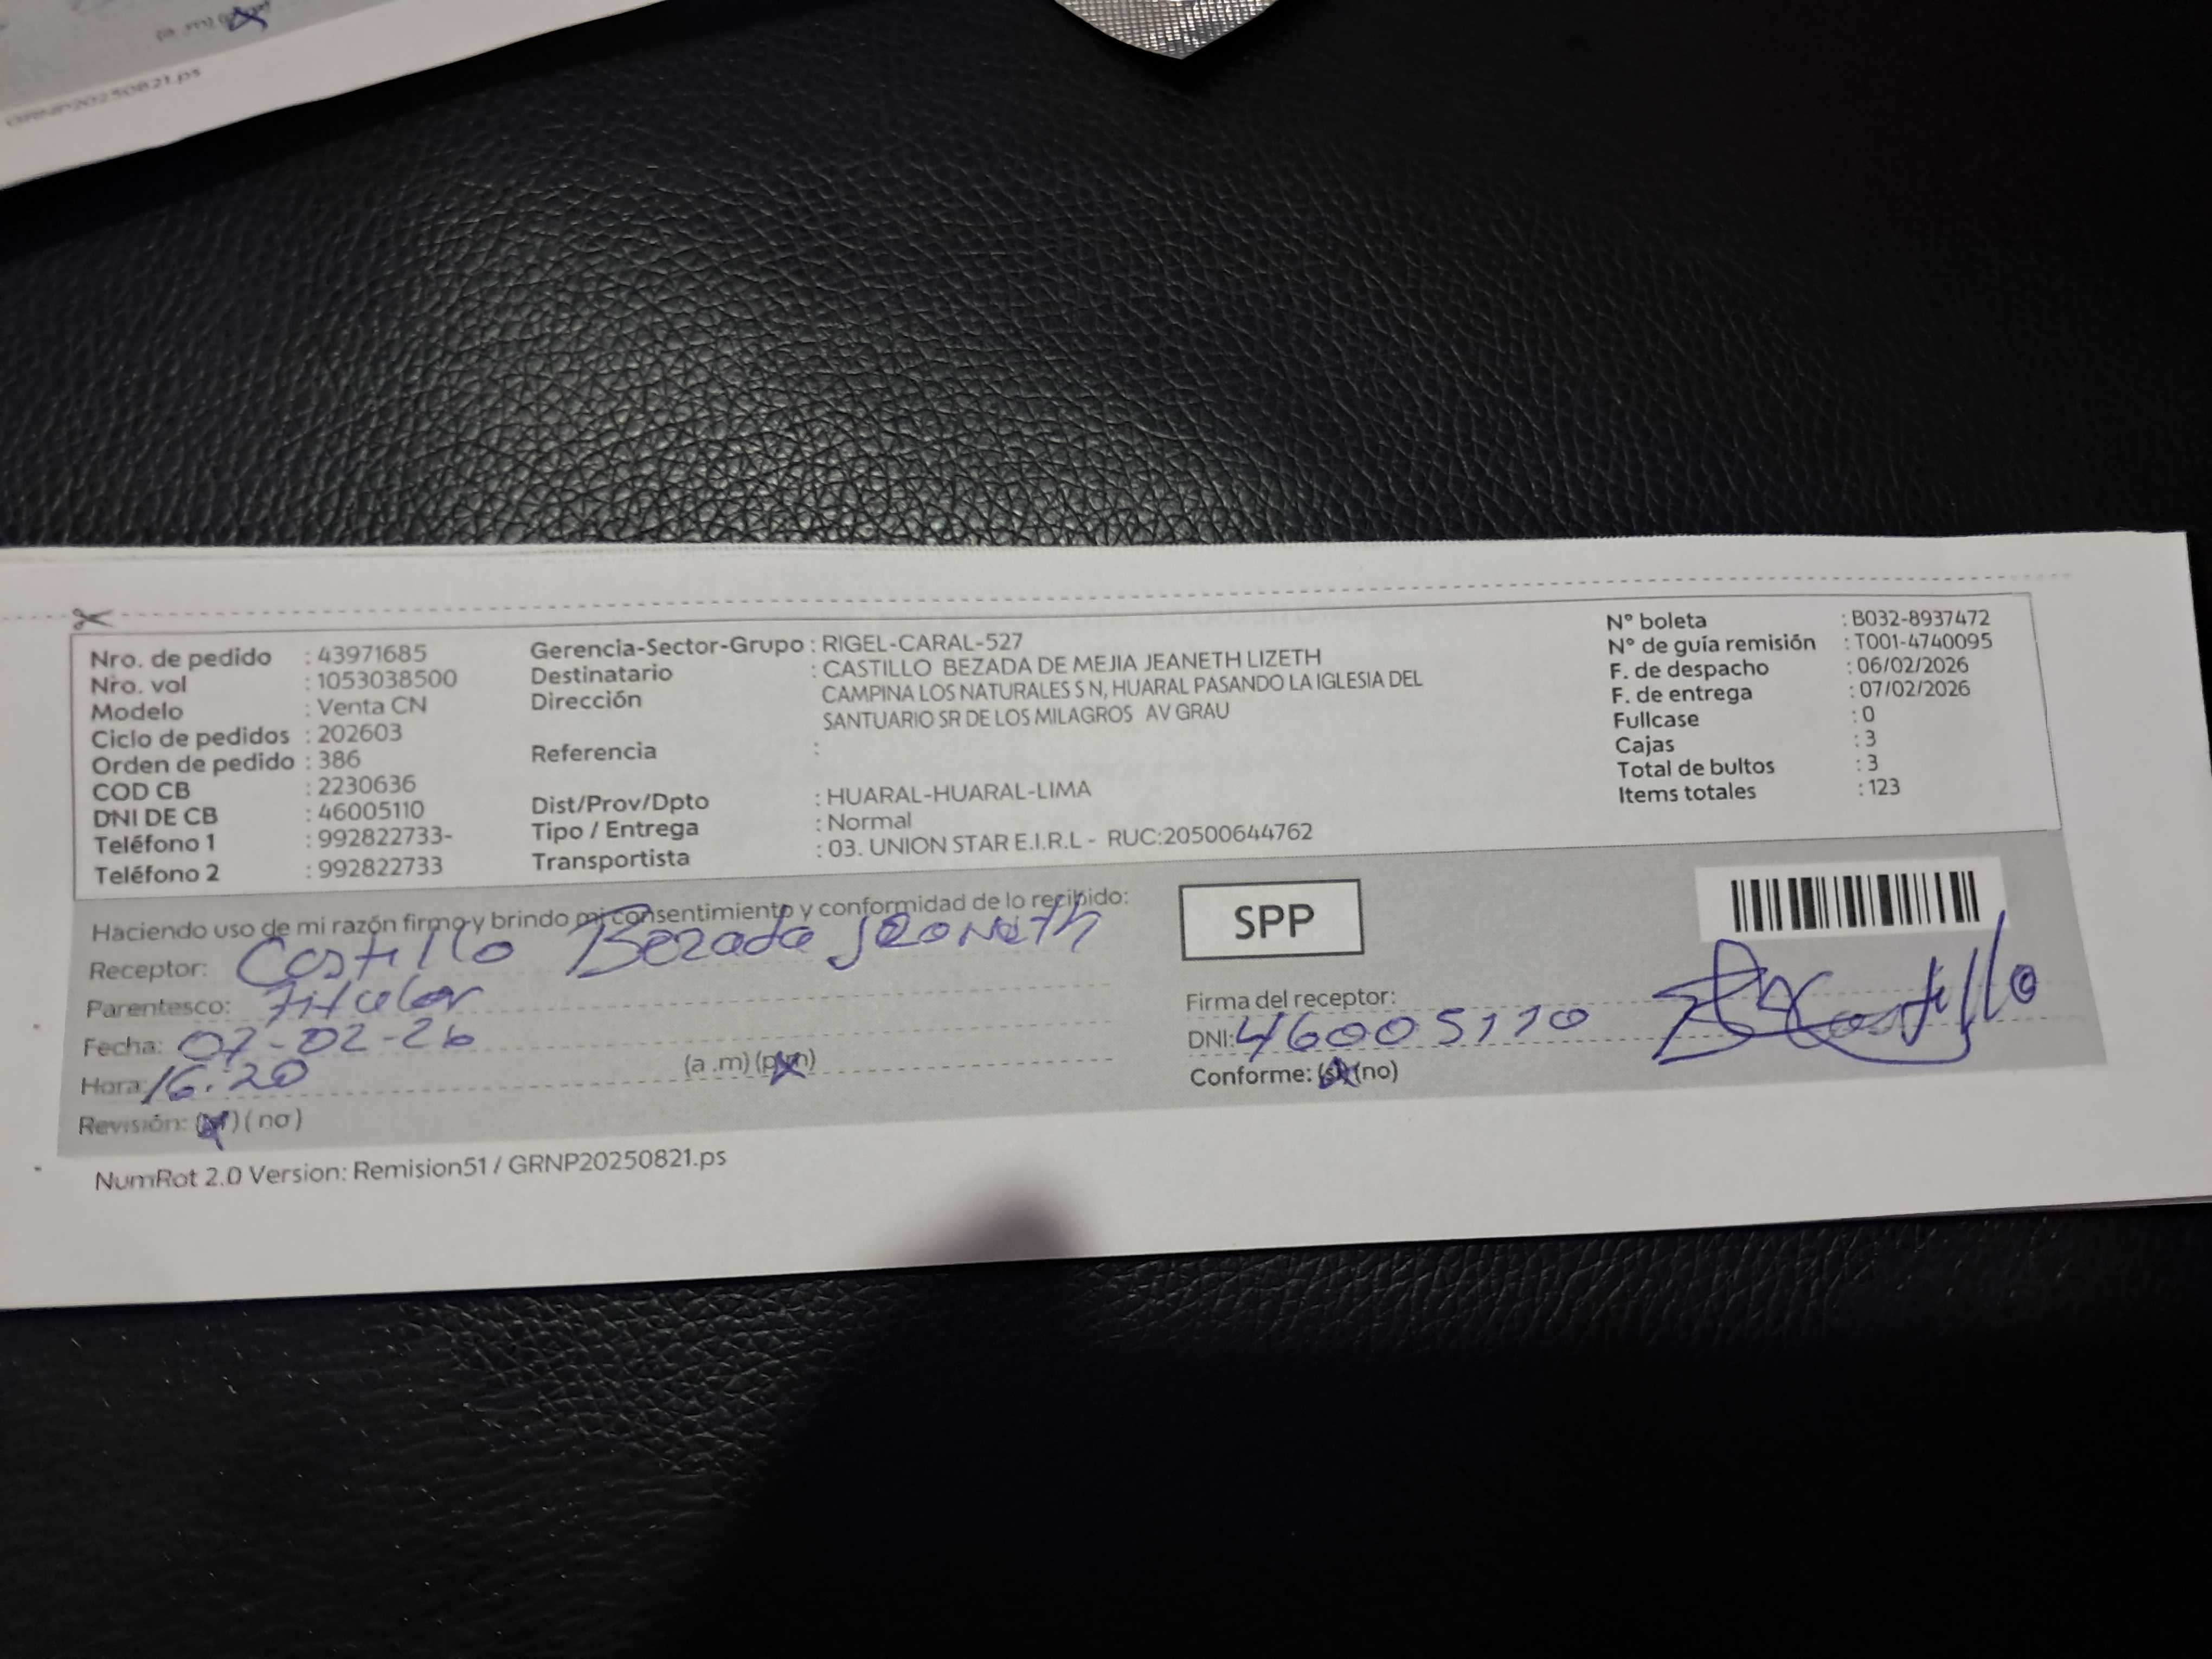 (a .m)
GRNP20250821.ps
Nro. de pedido : 43971685
Nro. vol : 1053038500
Modelo : Venta CN
Ciclo de pedidos : 202603
Orden de pedido : 386
COD CB : 2230636
DNI DE CB : 46005110
Teléfono 1 : 992822733-
Teléfono 2 : 992822733
Gerencia-Sector-Grupo : RIGEL-CARAL-527
Destinatario : CASTILLO BEZADA DE MEJIA JEANETH LIZETH
Dirección CAMPINA LOS NATURALES S N, HUARAL PASANDO LA IGLESIA DEL
SANTUARIO SR DE LOS MILAGROS AV GRAU
Referencia :
Dist/Prov/Dpto : HUARAL-HUARAL-LIMA
Tipo / Entrega : Normal
Transportista : 03. UNION STAR E.I.R.L - RUC:20500644762
N° boleta : B032-8937472
N° de guía remisión : T001-4740095
F. de despacho : 06/02/2026
F. de entrega : 07/02/2026
Fullcase : 0
Cajas : 3
Total de bultos : 3
Items totales : 123
Haciendo uso de mi razón firmo y brindo mi consentimiento y conformidad de lo recibido:
Receptor: Castillo Bezada Jeaneth
Parentesco: titular
Fecha: 07-02-26
Hora: 16:20 (a .m) (p.m)
Revisión: (si) ( no )
SPP
Firma del receptor: Castillo
DNI: 46005110
Conforme: (si) (no)
NumRot 2.0 Version: Remision51 / GRNP20250821.ps